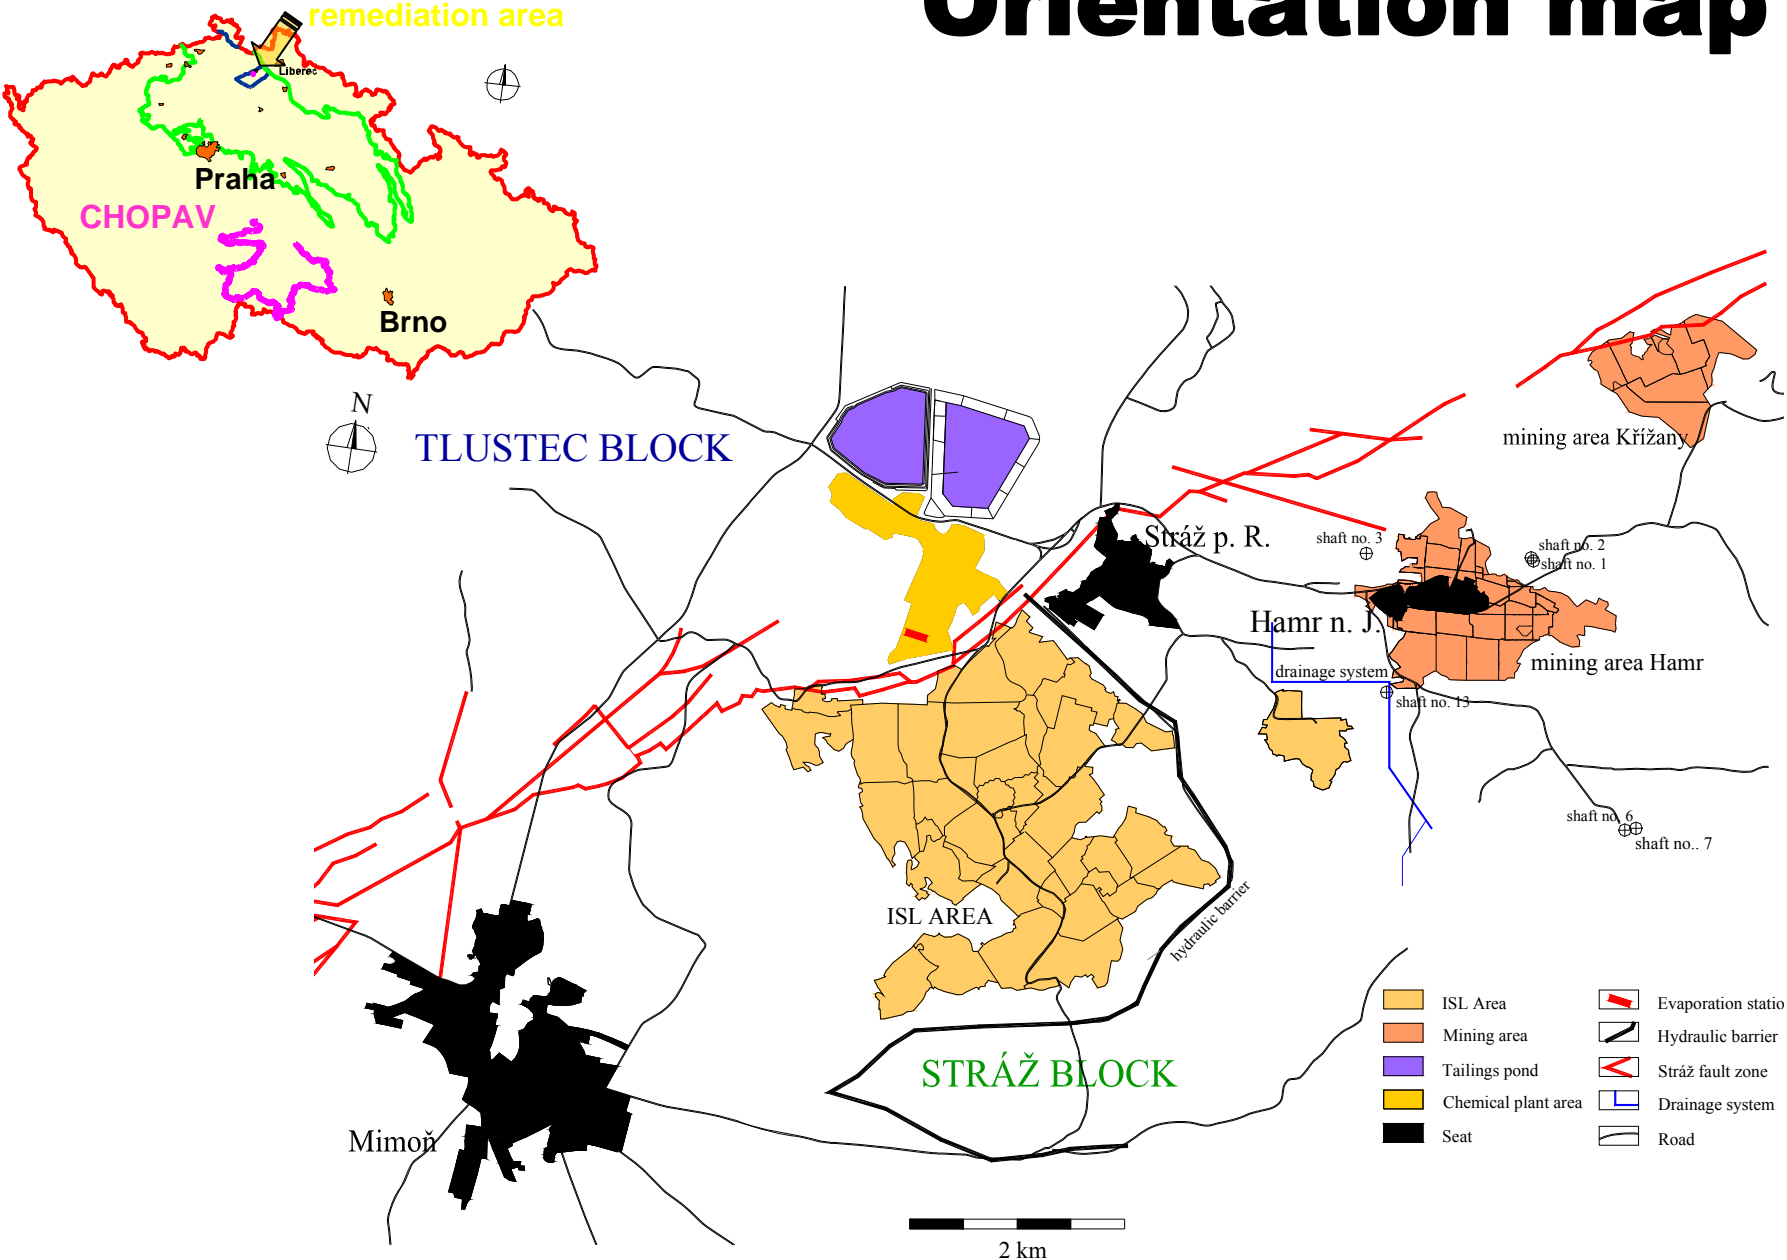 Orientation map
remediation area
Liberec
Praha
CHOPAV
Brno
N
TLUSTEC BLOCK
mining area Křížany
Stráž p. R.
shaft no. 3
shaft no. 2
shaft no. 1
Hamr n. J.
mining area Hamr
drainage system
shaft no. 13
shaft no. 6
shaft no.. 7
ISL AREA
hydraulic barrier
STRÁŽ BLOCK
Mimoň
ISL Area
Mining area
Tailings pond
Chemical plant area
Seat
Evaporation statio
Hydraulic barrier
Stráž fault zone
Drainage system
Road
2 km